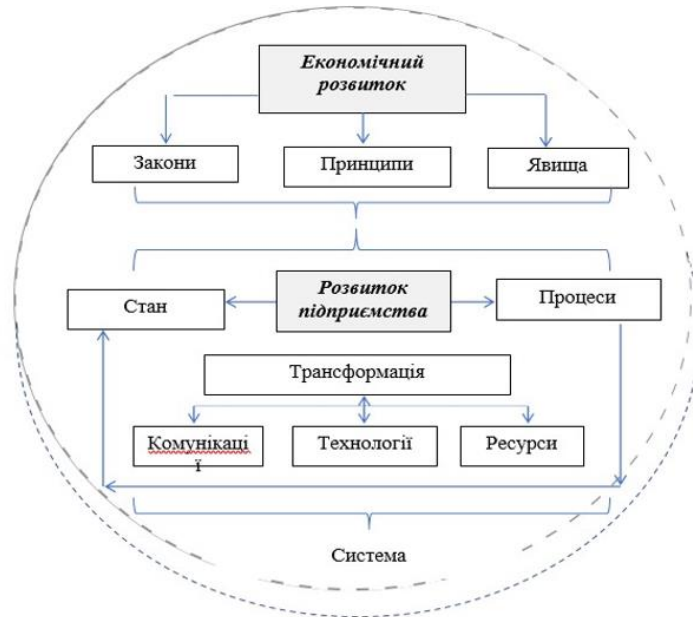 Економічний
розвиток
Закони
Принципи
Явища
Стан
Розвиток
підприємства
Процеси
Трансформація
Комунікаці
ї
Технології
Ресурси
Система